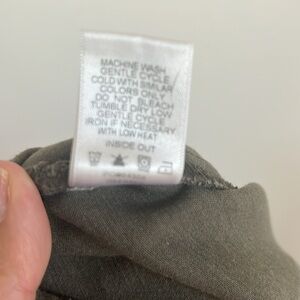 MACHINE WASH
GENTLE CYCLE
COLD WITH SIMILAR
COLORS ONLY
DO NOT BLEACH
TUMBLE DRY LOW
GENTLE CYCLE
IRON IF NECESSARY
WITH LOW HEAT
INSIDE OUT